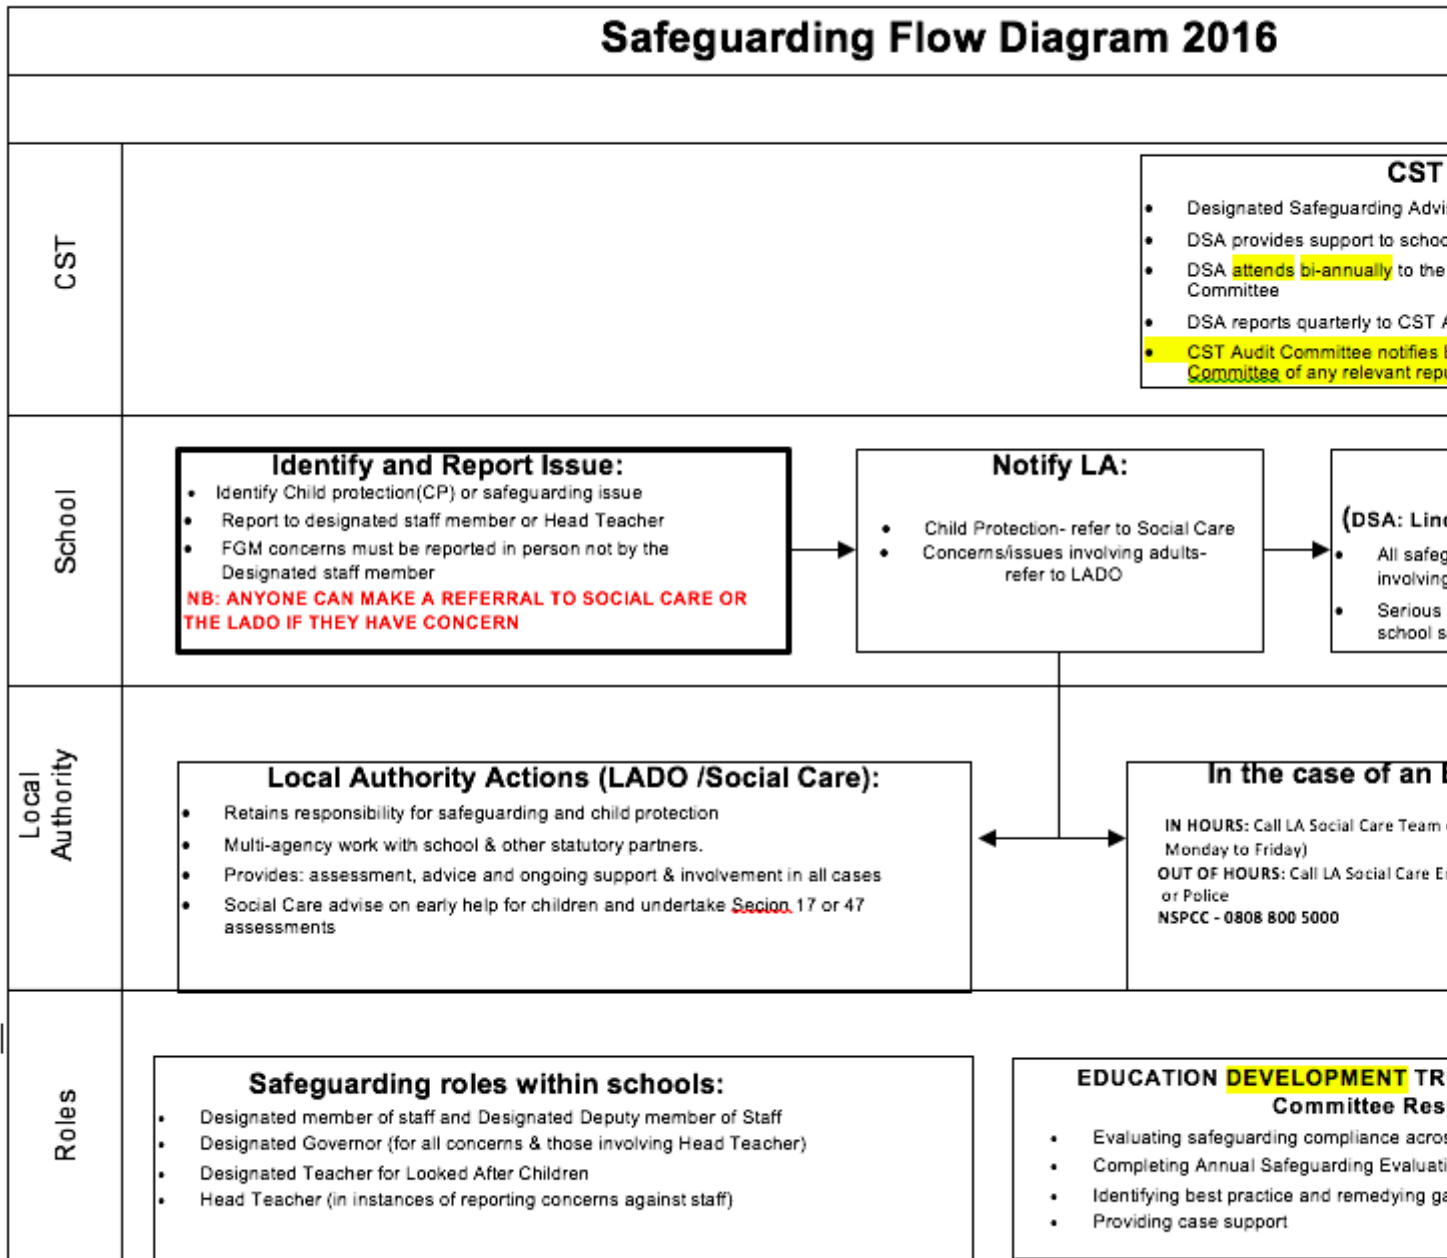 Safeguarding Flow Diagram 2016
CST
CST
Designated Safeguarding
DSA provides support to
DSA attends bi-annually to the
Committee
DSA reports quarterly to CST
CST Audit Committee notifies
Committee of any relevant
School
Identify and Report Issue:
• Identify Child protection(CP) or safeguarding issue
• Report to designated staff member or Head Teacher
• FGM concerns must be reported in person not by the
Designated staff member
NB: ANYONE CAN MAKE A REFERRAL TO SOCIAL CARE OR
THE LADO IF THEY HAVE CONCERN
Notify LA:
• Child Protection- refer to Social Care
• Concerns/issues involving adults-
refer to LADO
(DSA:
• All
• Serious
school
Local
Authority
Local Authority Actions (LADO /Social Care):
• Retains responsibility for safeguarding and child protection
• Multi-agency work with school & other statutory partners.
• Provides: assessment, advice and ongoing support & involvement in all cases
• Social Care advise on early help for children and undertake Secion 17 or 47
assessments
In the case of an
IN HOURS: Call LA Social Care Team
Monday to Friday)
OUT OF HOURS: Call LA Social Care
or Police
NSPCC - 0808 800 5000
Roles
Safeguarding roles within schools:
• Designated member of staff and Designated Deputy member of Staff
• Designated Governor (for all concerns & those involving Head Teacher)
• Designated Teacher for Looked After Children
• Head Teacher (in instances of reporting concerns against staff)
EDUCATION DEVELOPMENT
Committee
• Evaluating safeguarding compliance
• Completing Annual Safeguarding
• Identifying best practice and remedying
• Providing case support